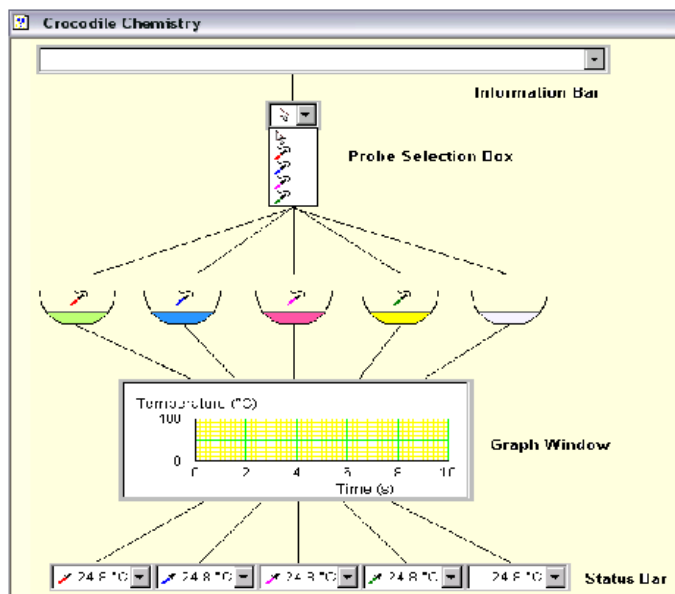 Crocodile Chemistry
Information Bar
Probe Selection Box
Temperature (°C)
100
0
0 2 4 6 8 10
Time (s)
Graph Window
24.8 °C 24.8 °C 24.8 °C 24.8 °C 24.8 °C
Status Bar